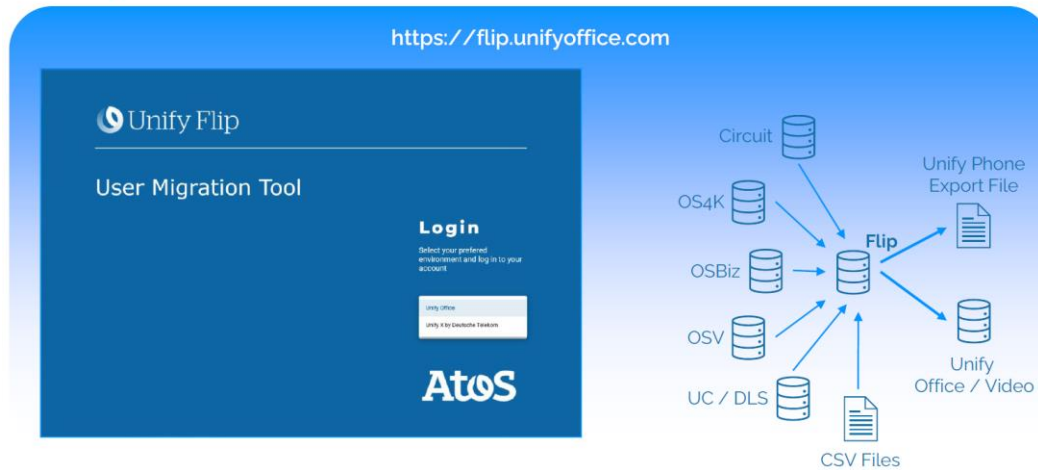 https://flip.unifyoffice.com
Unify Flip
User Migration Tool
Login
Select your prefered
environment and log in to your
account
Unify Office
Unify X by Deutsche Telekom
Atos
Circuit
OS4K
OSBiz
OSV
UC / DLS
CSV Files
Flip
Unify Phone
Export File
Unify
Office / Video